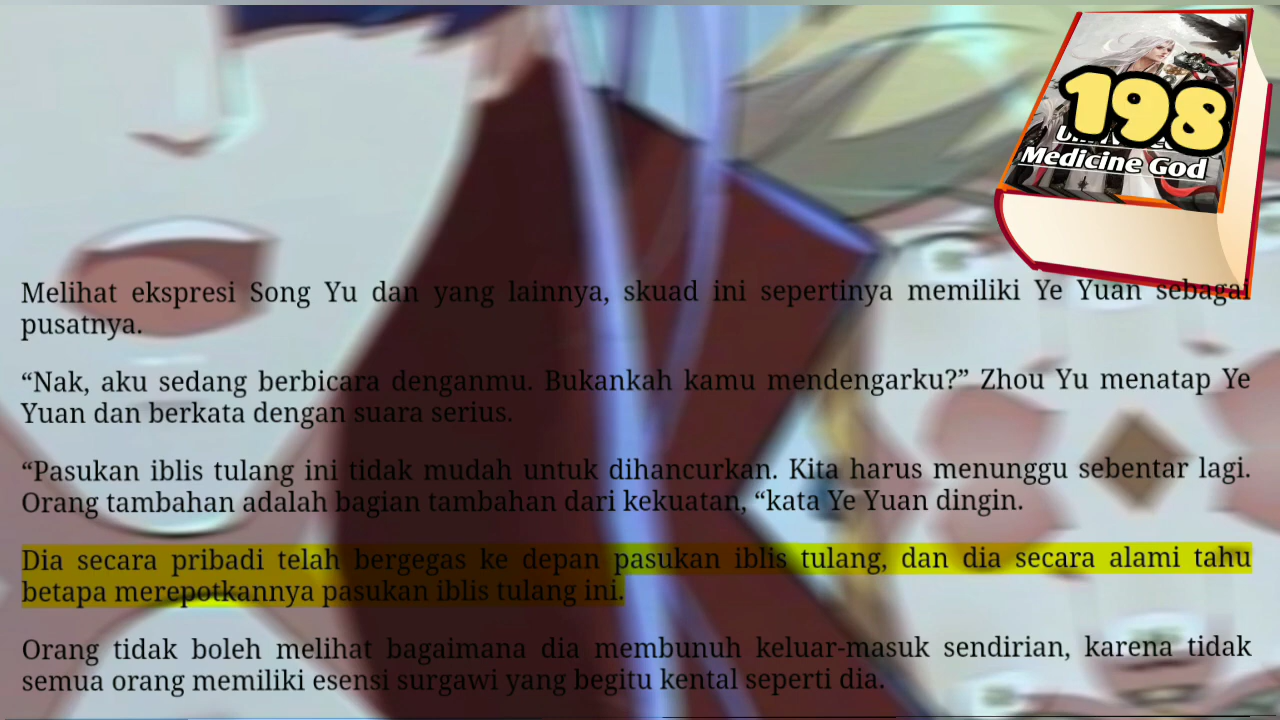 198
Medicine God
Melihat ekspresi Song Yu dan yang lainnya, skuad ini sepertinya memiliki Ye Yuan sebagai
pusatnya.
“Nak, aku sedang berbicara denganmu. Bukankah kamu mendengarku?” Zhou Yu menatap Ye
Yuan dan berkata dengan suara serius.
“Pasukan iblis tulang ini tidak mudah untuk dihancurkan. Kita harus menunggu sebentar lagi.
Orang tambahan adalah bagian tambahan dari kekuatan, “kata Ye Yuan dingin.
Dia secara pribadi telah bergegas ke depan pasukan iblis tulang, dan dia secara alami tahu
betapa merepotkannya pasukan iblis tulang ini.
Orang tidak boleh melihat bagaimana dia membunuh keluar-masuk sendirian, karena tidak
semua orang memiliki esensi surgawi yang begitu kental seperti dia.